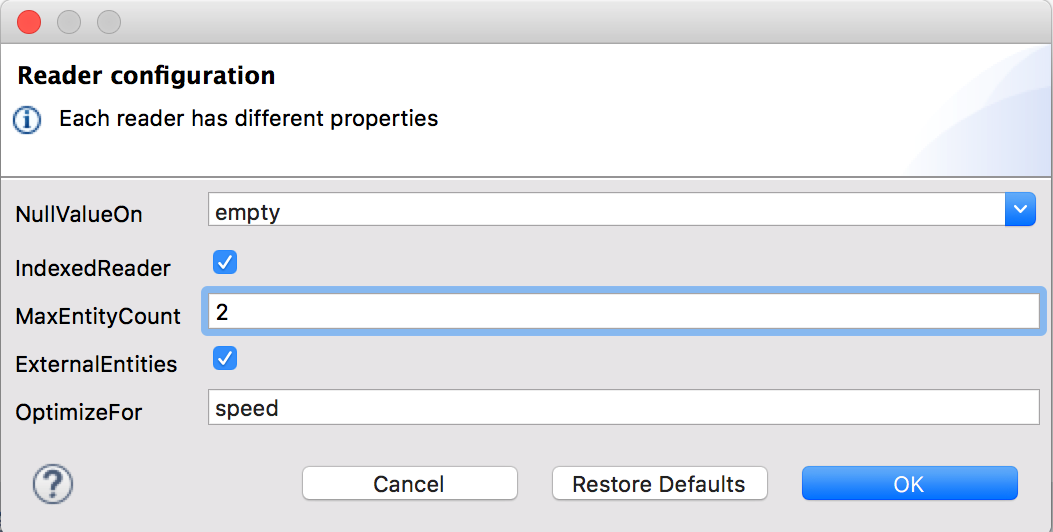 Reader configuration
Each reader has different properties
NullValueOn empty
IndexedReader
MaxEntityCount 2
ExternalEntities
OptimizeFor speed
? Cancel Restore Defaults OK